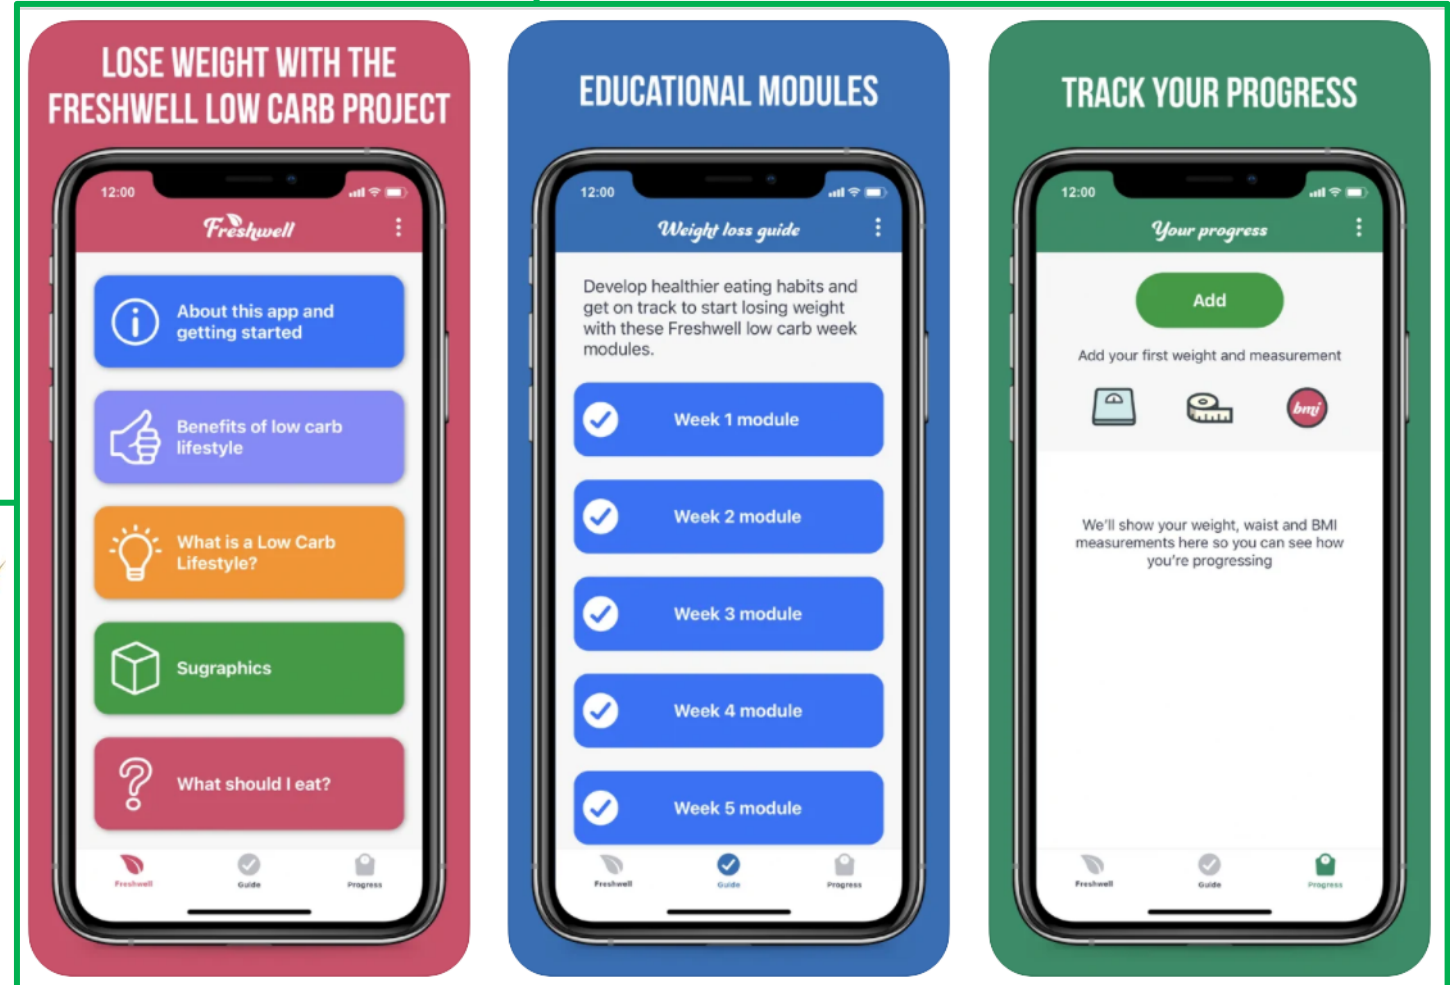 LOSE WEIGHT WITH THE
FRESHWELL LOW CARB PROJECT
12:00
Freshwell
About this app and
getting started
Benefits of low carb
lifestyle
What is a Low Carb
Lifestyle?
Sugraphics
What should I eat?
Freshwell
Guide
Progress
EDUCATIONAL MODULES
12:00
Weight loss guide
Develop healthier eating habits and
get on track to start losing weight
with these Freshwell low carb week
modules.
Week 1 module
Week 2 module
Week 3 module
Week 4 module
Week 5 module
Freshwell
Guide
Progress
TRACK YOUR PROGRESS
12:00
Your progress
Add
Add your first weight and measurement
bmi
We'll show your weight, waist and BMI
measurements here so you can see how
you're progressing
Freshwell
Guide
Progress